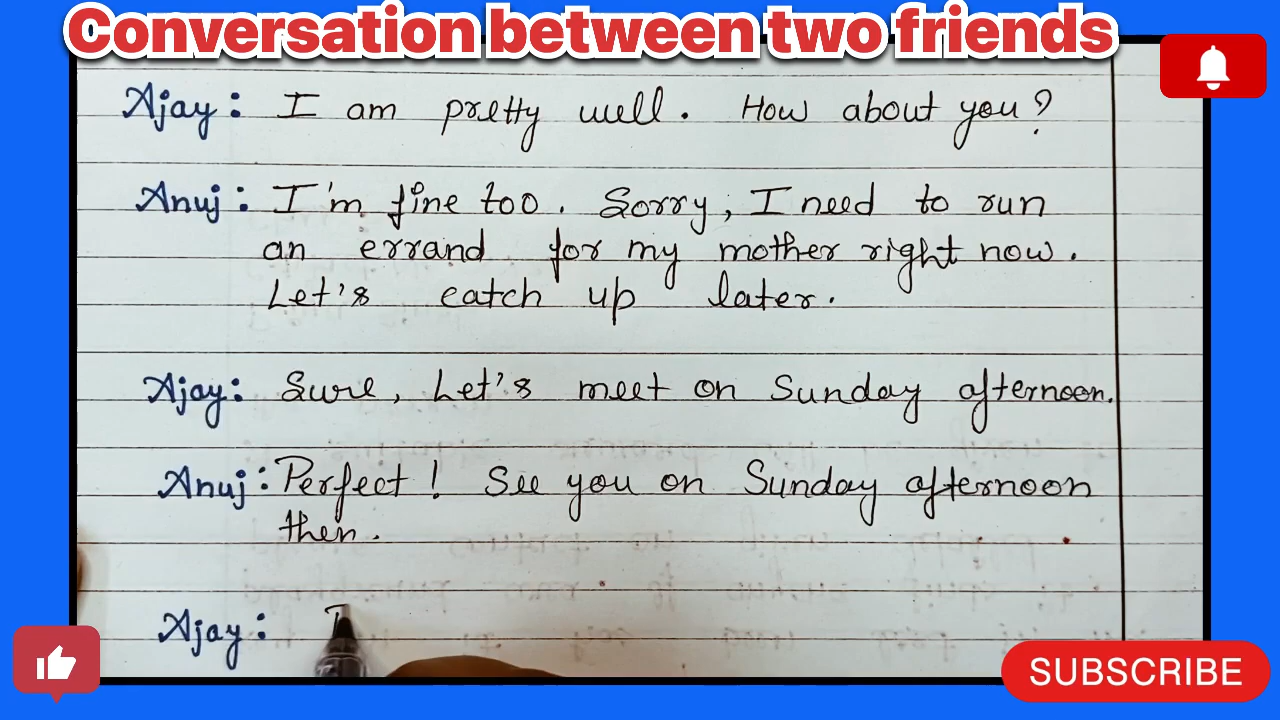 Conversation between two friends
Ajay: I am pretty well. How about you?
Anuj: I'm fine too. Sorry, I need to run
an errand for my mother right now.
Let's catch up later.
Ajay: Sure, Let's meet on Sunday afternoon.
Anuj: Perfect! See you on Sunday afternoon
then.
Ajay:
SUBSCRIBE